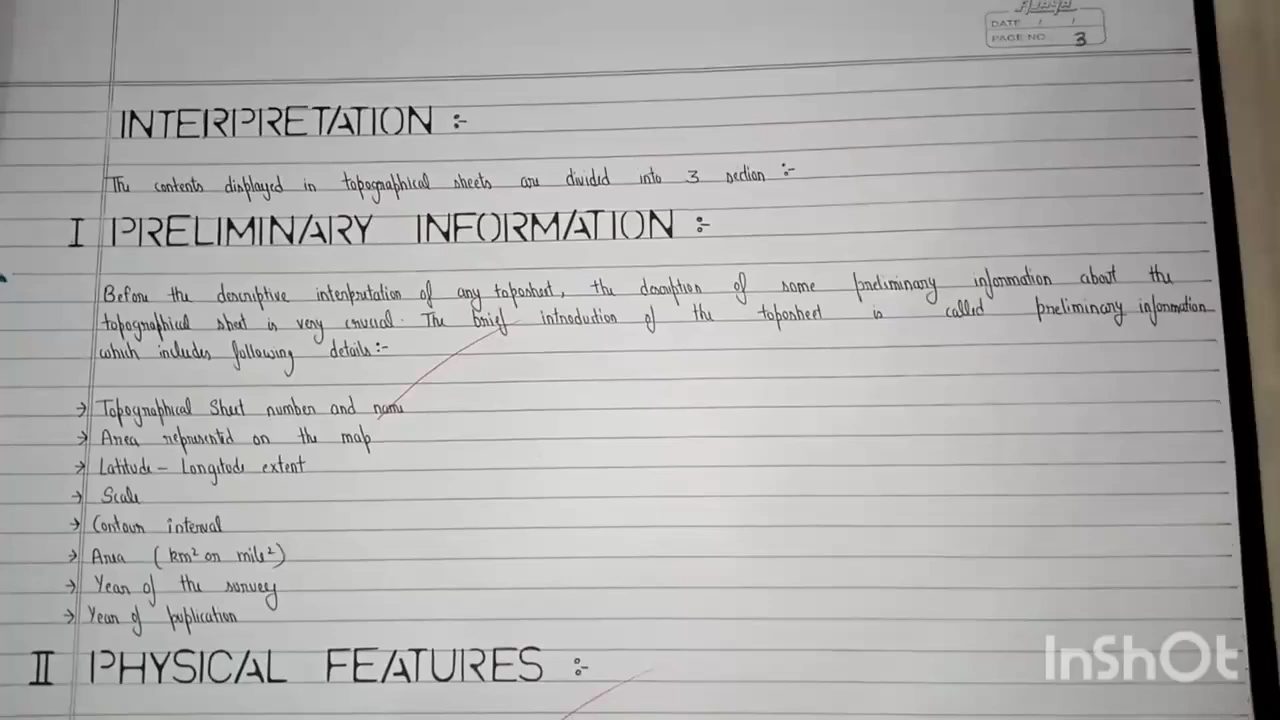 Ajaya
DATE / /
PAGE NO. 3
INTERPRETATION :-
The contents displayed in topographical sheets are divided into 3 section :-
I PRELIMINARY INFORMATION :-
Before the descriptive interpretation of any toposheet, the description of some preliminary information about the
topographical sheet is very crucial. The brief introduction of the toposheet is called preliminary information
which includes following details:-
→ Topographical Sheet number and name
→ Area represented on the map
→ Latitude - Longitude extent
→ Scale
→ Contour interval
→ Area (km² or mile²)
→ Year of the survey
→ Year of publication
II PHYSICAL FEATURES :-
InShOt